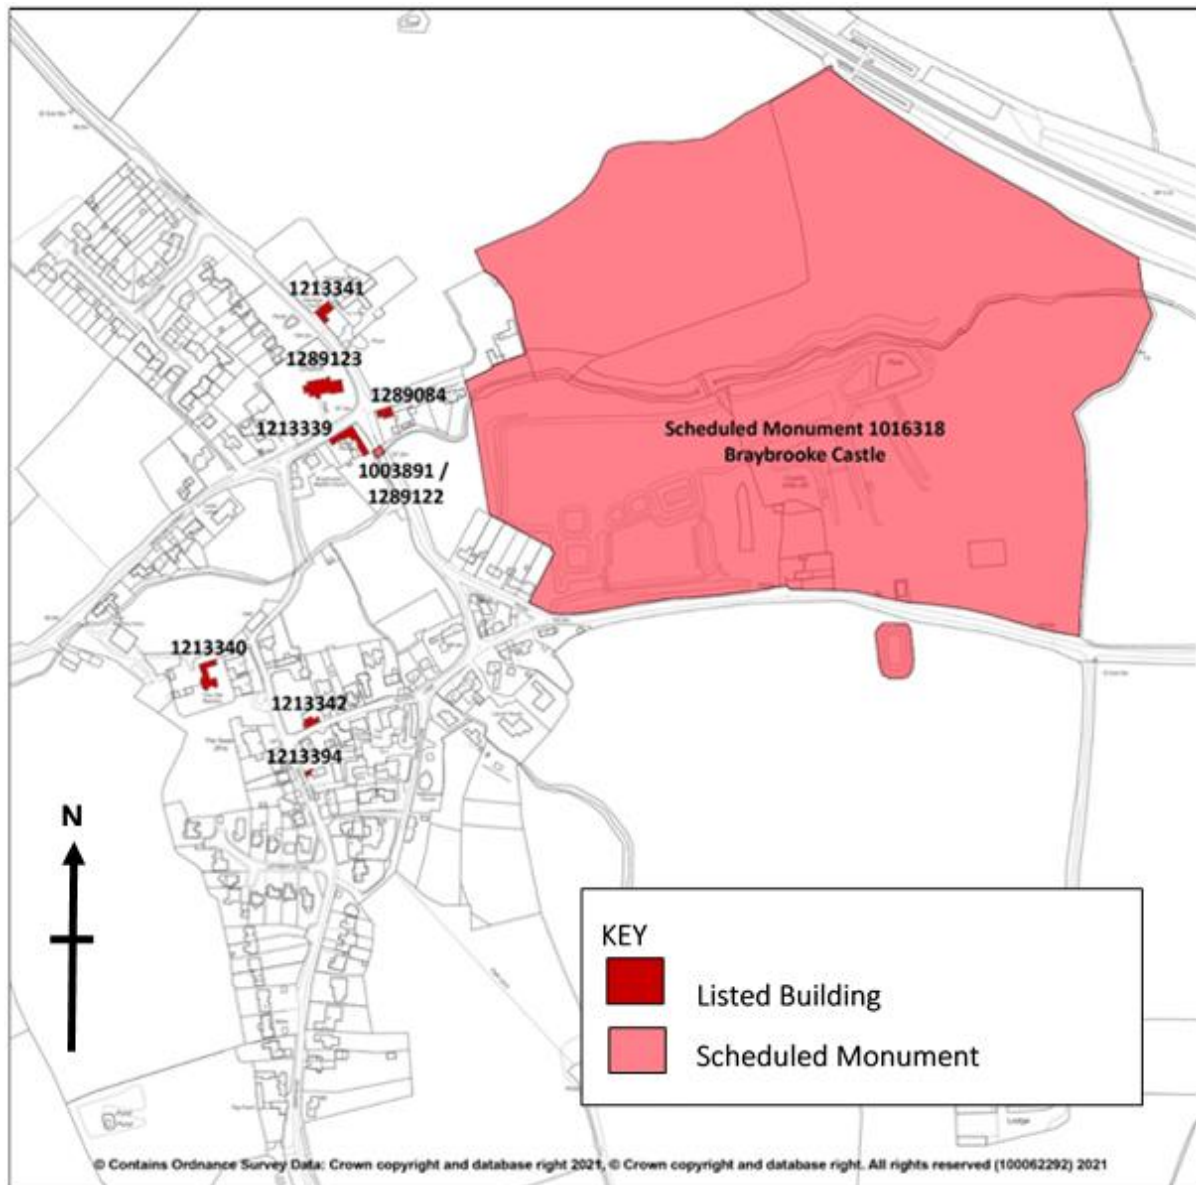 1213341
1289123
1289084
1213339
1003891 /
1289122
Scheduled Monument 1016318
Braybrooke Castle
1213340
1213342
1213394
N
KEY
Listed Building
Scheduled Monument
Lodge
© Contains Ordnance Survey Data: Crown copyright and database right 2021, © Crown copyright and database right. All rights reserved (100062292) 2021